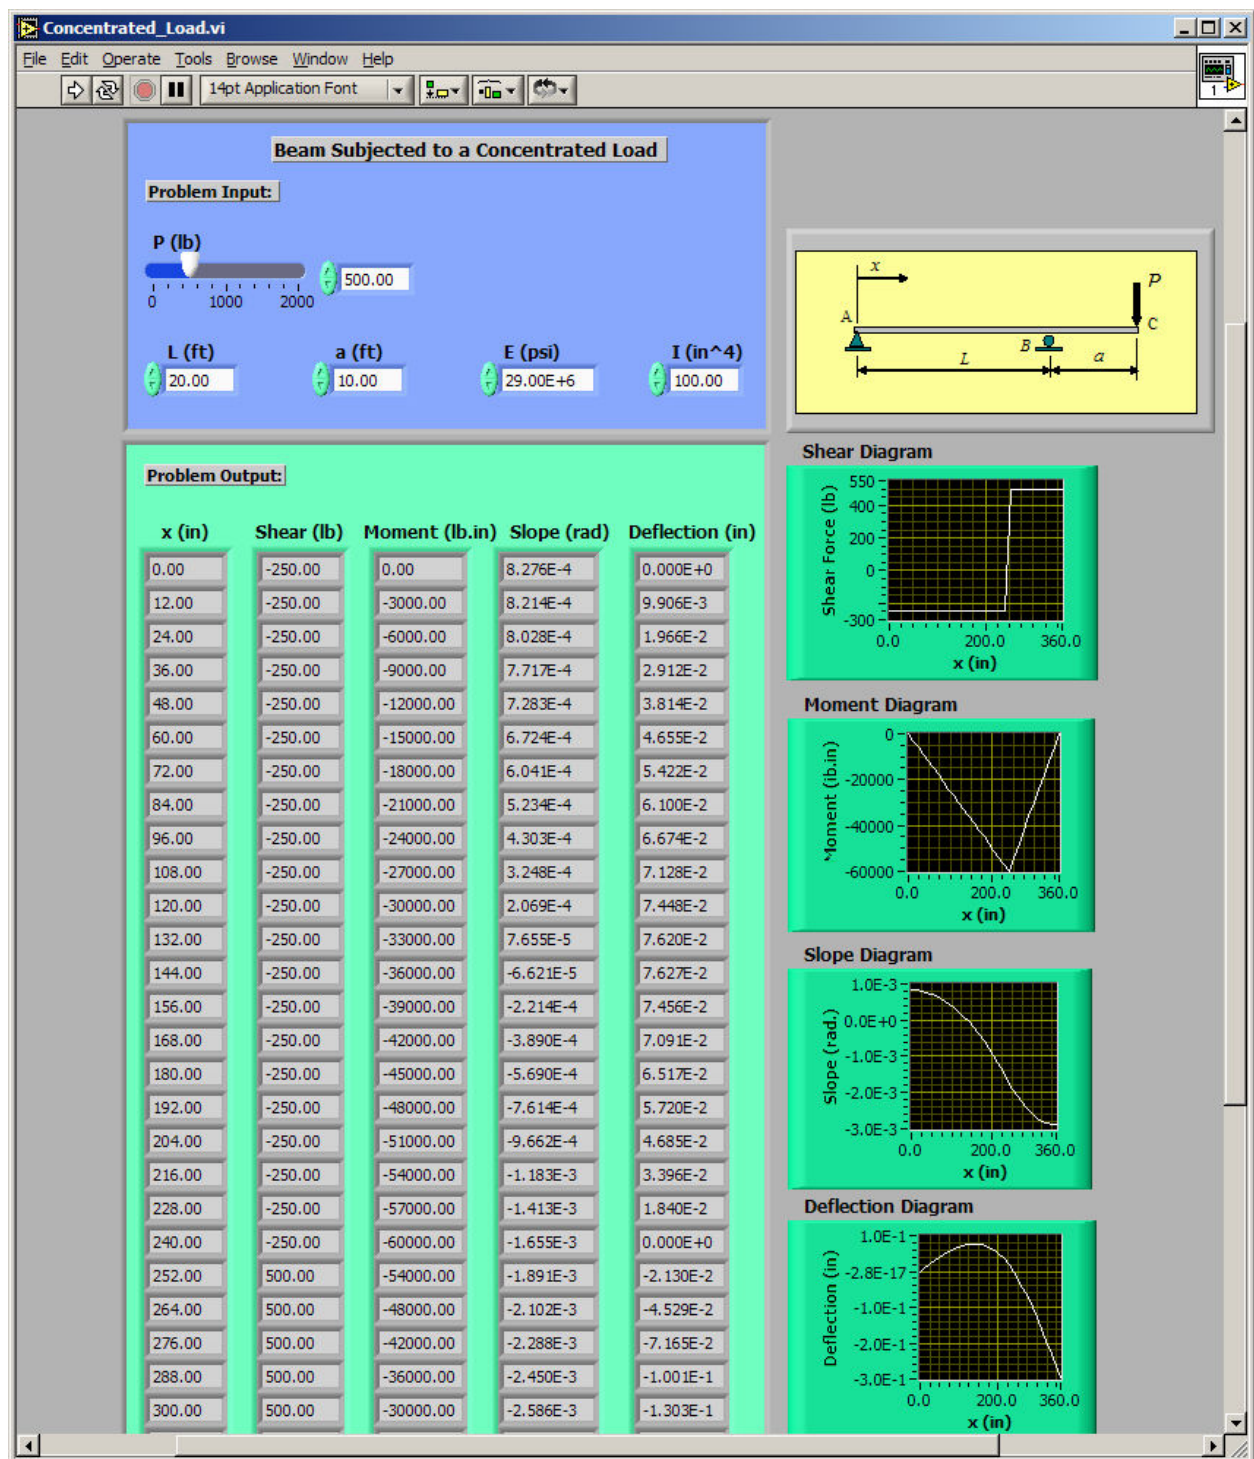 Concentrated_Load.vi
File Edit Operate Tools Browse Window Help
14pt Application Font
1
Beam Subjected to a Concentrated Load
Problem Input:
P (lb)
500.00
0 1000 2000
L (ft) a (ft) E (psi) I (in^4)
20.00 10.00 29.00E+6 100.00
x
P
A
C
B
L
a
Problem Output:
x (in) Shear (lb) Moment (lb.in) Slope (rad) Deflection (in)
0.00 -250.00 0.00 8.276E-4 0.000E+0
12.00 -250.00 -3000.00 8.214E-4 9.906E-3
24.00 -250.00 -6000.00 8.028E-4 1.966E-2
36.00 -250.00 -9000.00 7.717E-4 2.912E-2
48.00 -250.00 -12000.00 7.283E-4 3.814E-2
60.00 -250.00 -15000.00 6.724E-4 4.655E-2
72.00 -250.00 -18000.00 6.041E-4 5.422E-2
84.00 -250.00 -21000.00 5.234E-4 6.100E-2
96.00 -250.00 -24000.00 4.303E-4 6.674E-2
108.00 -250.00 -27000.00 3.248E-4 7.128E-2
120.00 -250.00 -30000.00 2.069E-4 7.448E-2
132.00 -250.00 -33000.00 7.655E-5 7.620E-2
144.00 -250.00 -36000.00 -6.621E-5 7.627E-2
156.00 -250.00 -39000.00 -2.214E-4 7.456E-2
168.00 -250.00 -42000.00 -3.890E-4 7.091E-2
180.00 -250.00 -45000.00 -5.690E-4 6.517E-2
192.00 -250.00 -48000.00 -7.614E-4 5.720E-2
204.00 -250.00 -51000.00 -9.662E-4 4.685E-2
216.00 -250.00 -54000.00 -1.183E-3 3.396E-2
228.00 -250.00 -57000.00 -1.413E-3 1.840E-2
240.00 -250.00 -60000.00 -1.655E-3 0.000E+0
252.00 500.00 -54000.00 -1.891E-3 -2.130E-2
264.00 500.00 -48000.00 -2.102E-3 -4.529E-2
276.00 500.00 -42000.00 -2.288E-3 -7.165E-2
288.00 500.00 -36000.00 -2.450E-3 -1.001E-1
300.00 500.00 -30000.00 -2.586E-3 -1.303E-1
Shear Diagram
Shear Force (lb)
550
400
200
0
-300
0.0 200.0 360.0
x (in)
Moment Diagram
Moment (ib.in)
0
-20000
-40000
-60000
0.0 200.0 360.0
x (in)
Slope Diagram
Slope (rad.)
1.0E-3
0.0E+0
-1.0E-3
-2.0E-3
-3.0E-3
0.0 200.0 360.0
x (in)
Deflection Diagram
Deflection (in)
1.0E-1
-2.8E-17
-1.0E-1
-2.0E-1
-3.0E-1
0.0 200.0 360.0
x (in)